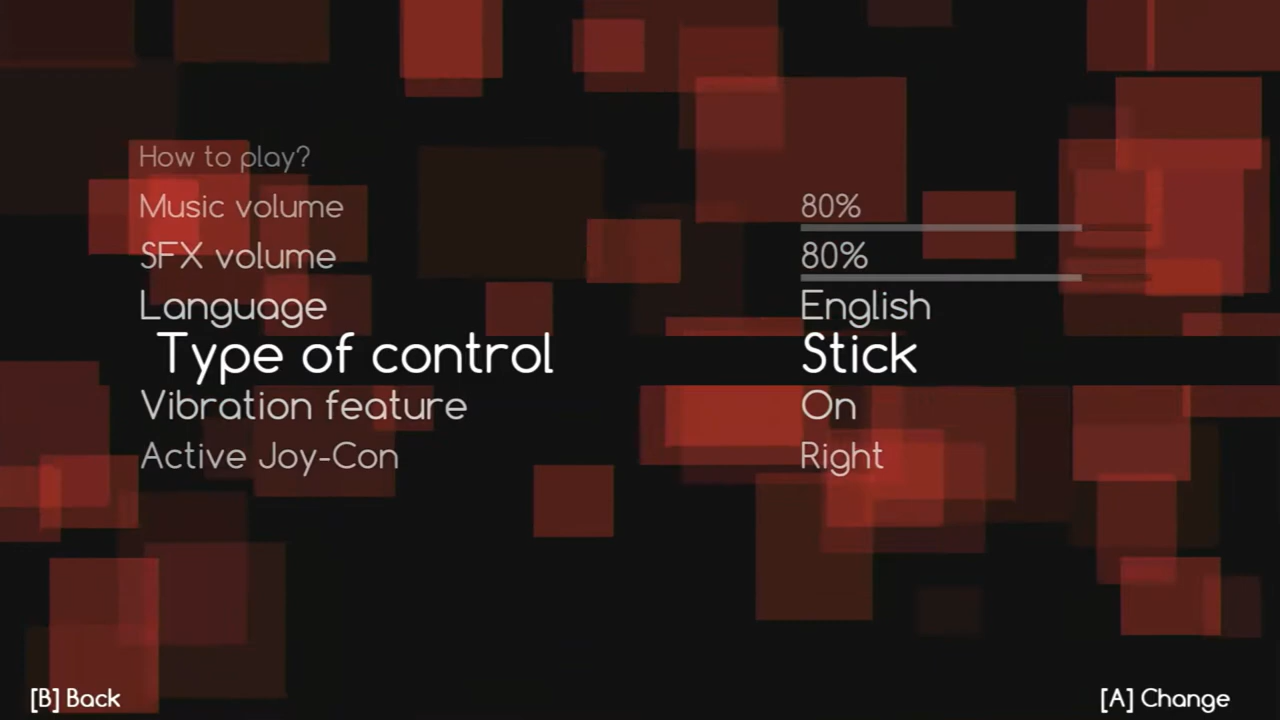 How to play?
Music volume 80%
SFX volume 80%
Language English
Type of control Stick
Vibration feature On
Active Joy-Con Right
[B] Back [A] Change